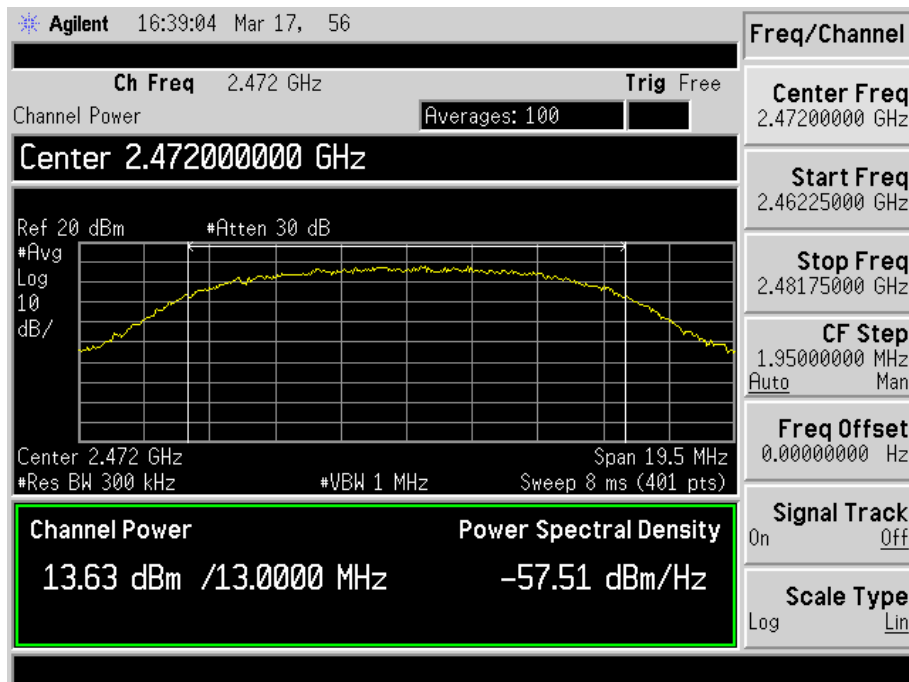 Agilent 16:39:04 Mar 17, 56
Ch Freq 2.472 GHz Trig Free
Channel Power Averages: 100
Center 2.472000000 GHz
Ref 20 dBm #Atten 30 dB
#Avg
Log
10
dB/
Center 2.472 GHz Span 19.5 MHz
#Res BW 300 kHz #VBW 1 MHz Sweep 8 ms (401 pts)
Channel Power Power Spectral Density
13.63 dBm /13.0000 MHz -57.51 dBm/Hz
Freq/Channel
Center Freq
2.47200000 GHz
Start Freq
2.46225000 GHz
Stop Freq
2.48175000 GHz
CF Step
1.95000000 MHz
Auto Man
Freq Offset
0.00000000 Hz
Signal Track
On Off
Scale Type
Log Lin